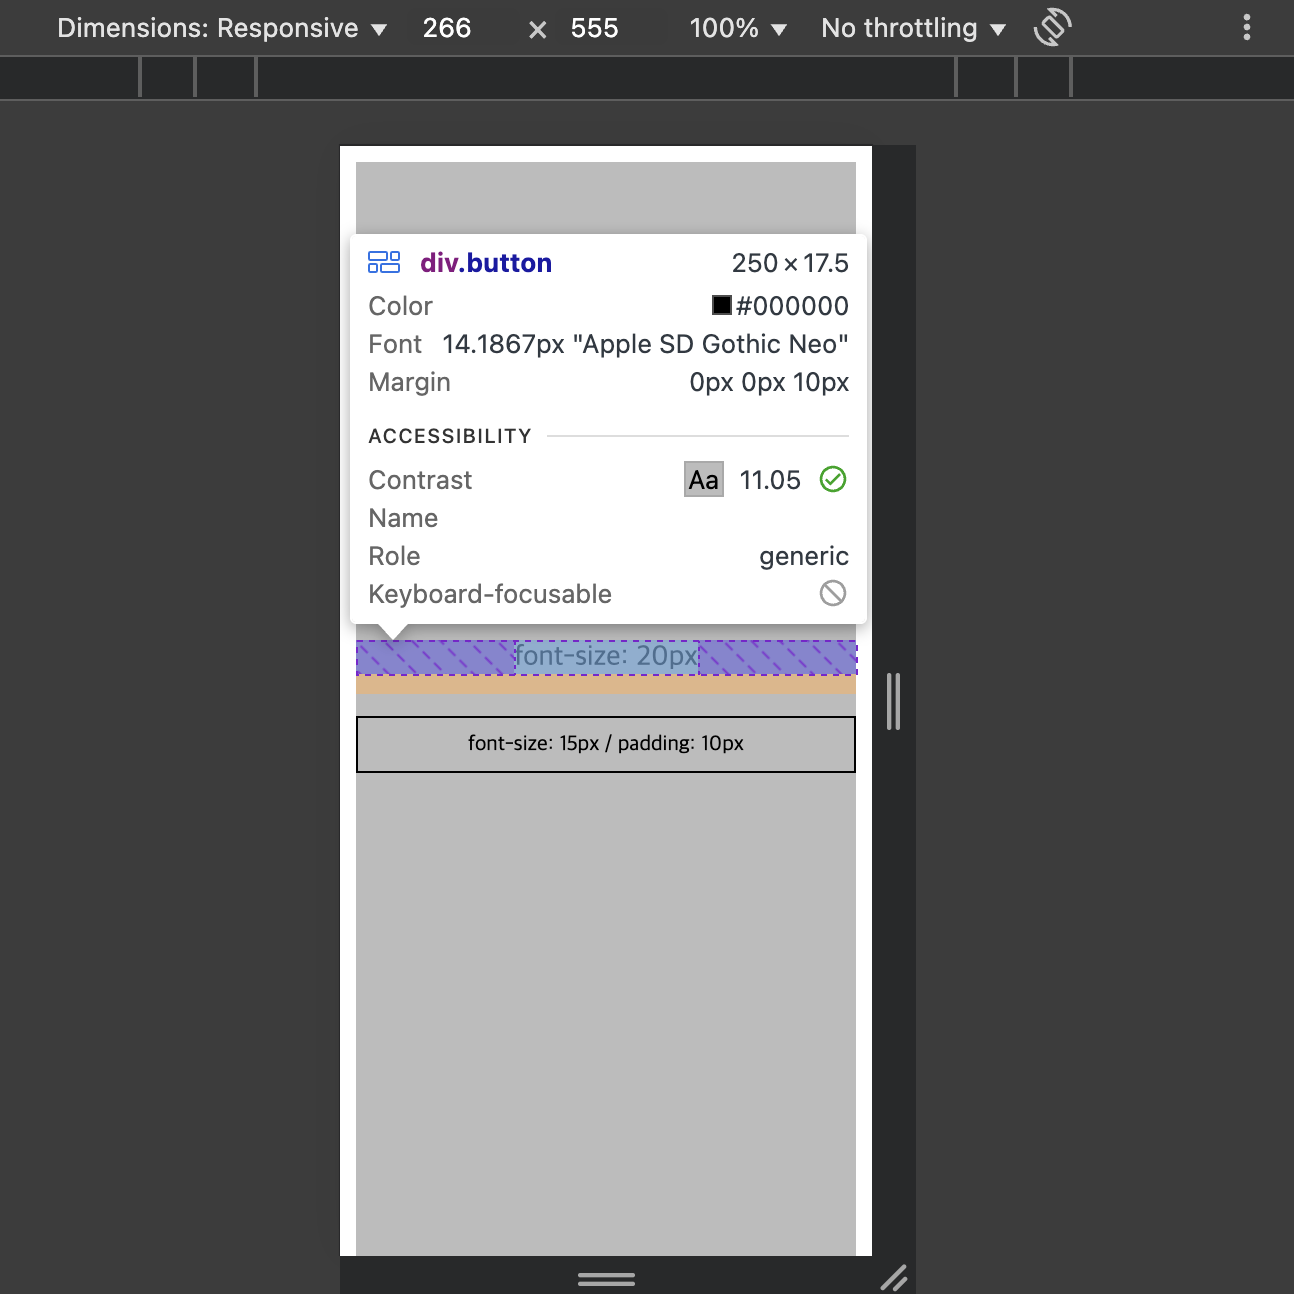 Dimensions: Responsive ▼ 266 × 555 100% ▼ No throttling ▼
div.button 250 × 17.5
Color #000000
Font 14.1867px "Apple SD Gothic Neo"
Margin 0px 0px 10px
ACCESSIBILITY
Contrast Aa 11.05
Name
Role generic
Keyboard-focusable
font-size: 20px
font-size: 15px / padding: 10px